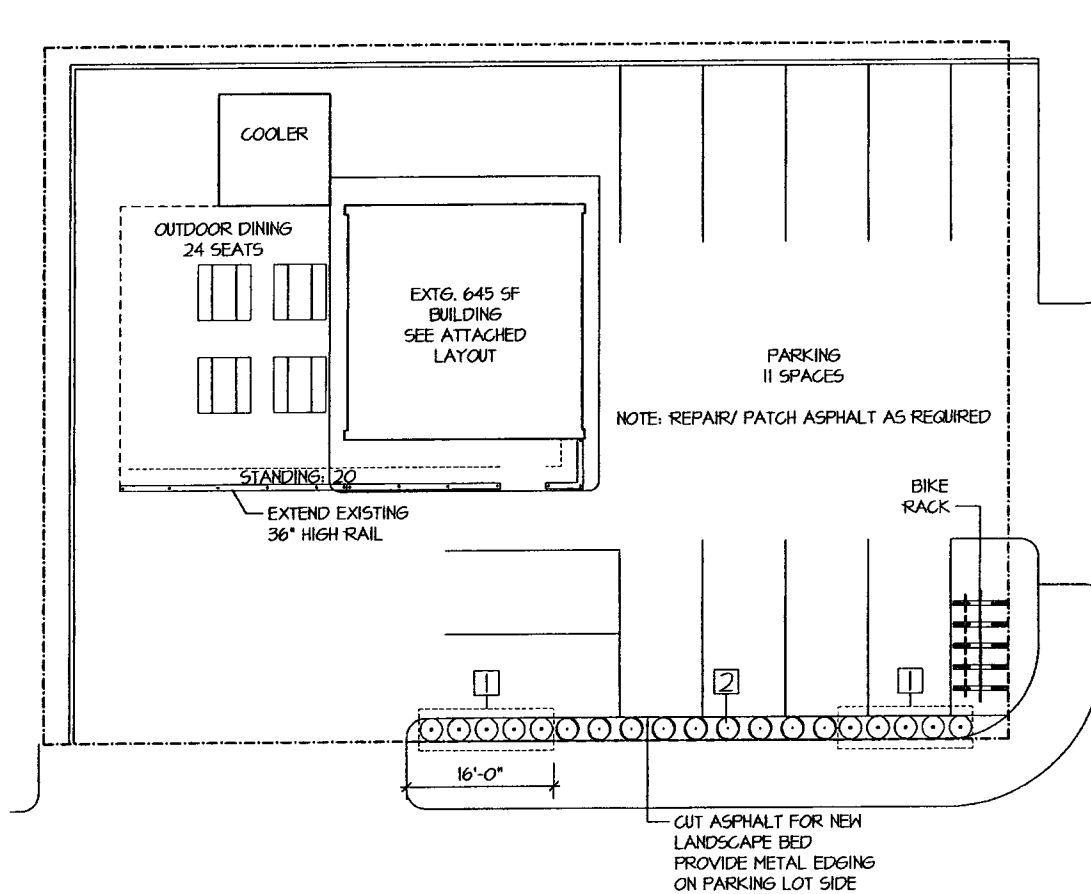 COOLER
OUTDOOR DINING
24 SEATS
EXTG. 645 SF
BUILDING
SEE ATTACHED
LAYOUT
PARKING
11 SPACES
NOTE: REPAIR/ PATCH ASPHALT AS REQUIRED
STANDING: 20
EXTEND EXISTING
36" HIGH RAIL
BIKE
RACK
1
2
1
16'-0"
CUT ASPHALT FOR NEW
LANDSCAPE BED
PROVIDE METAL EDGING
ON PARKING LOT SIDE